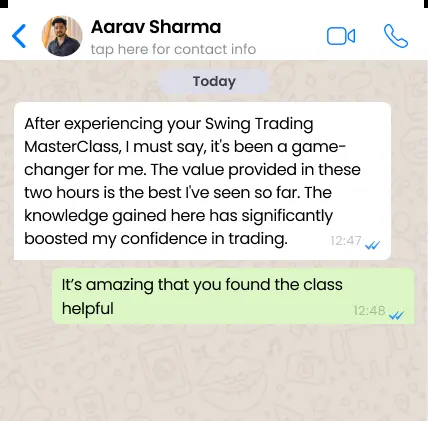 Aarav Sharma
tap here for contact info
Today
After experiencing your Swing Trading
MasterClass, I must say, it's been a game-
changer for me. The value provided in these
two hours is the best I've seen so far. The
knowledge gained here has significantly
boosted my confidence in trading.
12:47
It’s amazing that you found the class
helpful
12:48